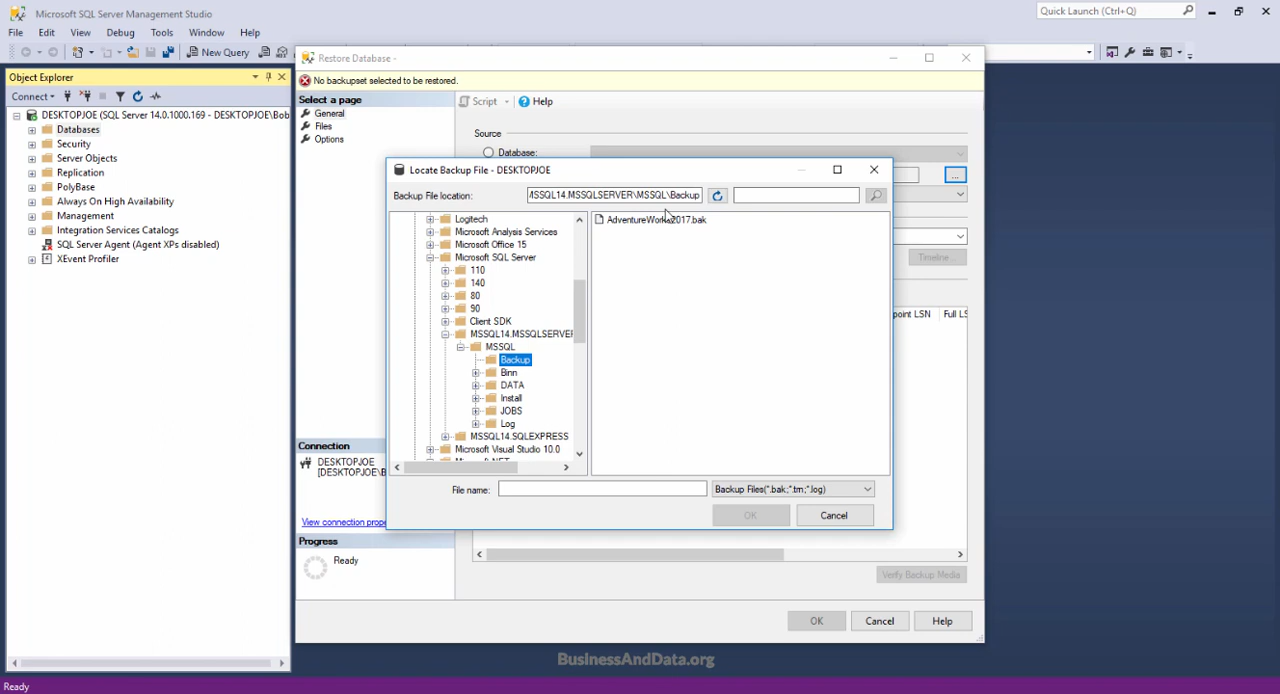 Microsoft SQL Server Management Studio
Quick Launch (Ctrl+Q)
File Edit View Debug Tools Window Help
New Query
Object Explorer
Connect
DESKTOPJOE (SQL Server 14.0.1000.169 - DESKTOPJOE\Bob
Databases
Security
Server Objects
Replication
PolyBase
Always On High Availability
Management
Integration Services Catalogs
SQL Server Agent (Agent XPs disabled)
XEvent Profiler
Restore Database -
No backupset selected to be restored.
Select a page
General
Files
Options
Script
Help
Source
Database:
...
Timeline...
point LSN Full LS
Connection
DESKTOPJOE
[DESKTOPJOE\B
View connection prope
Progress
Ready
Verify Backup Media
OK
Cancel
Help
Locate Backup File - DESKTOPJOE
Backup File location:
MSSQL14.MSSQLSERVER\MSSQL\Backup
Logitech
Microsoft Analysis Services
Microsoft Office 15
Microsoft SQL Server
110
140
80
90
Client SDK
MSSQL14.MSSQLSERVER
MSSQL
Backup
Binn
DATA
Install
JOBS
Log
MSSQL14.SQLEXPRESS
Microsoft Visual Studio 10.0
Microsoft.NET
AdventureWorks2017.bak
File name:
Backup Files(*.bak;*.trn;*.log)
OK
Cancel
BusinessAndData.org
Ready